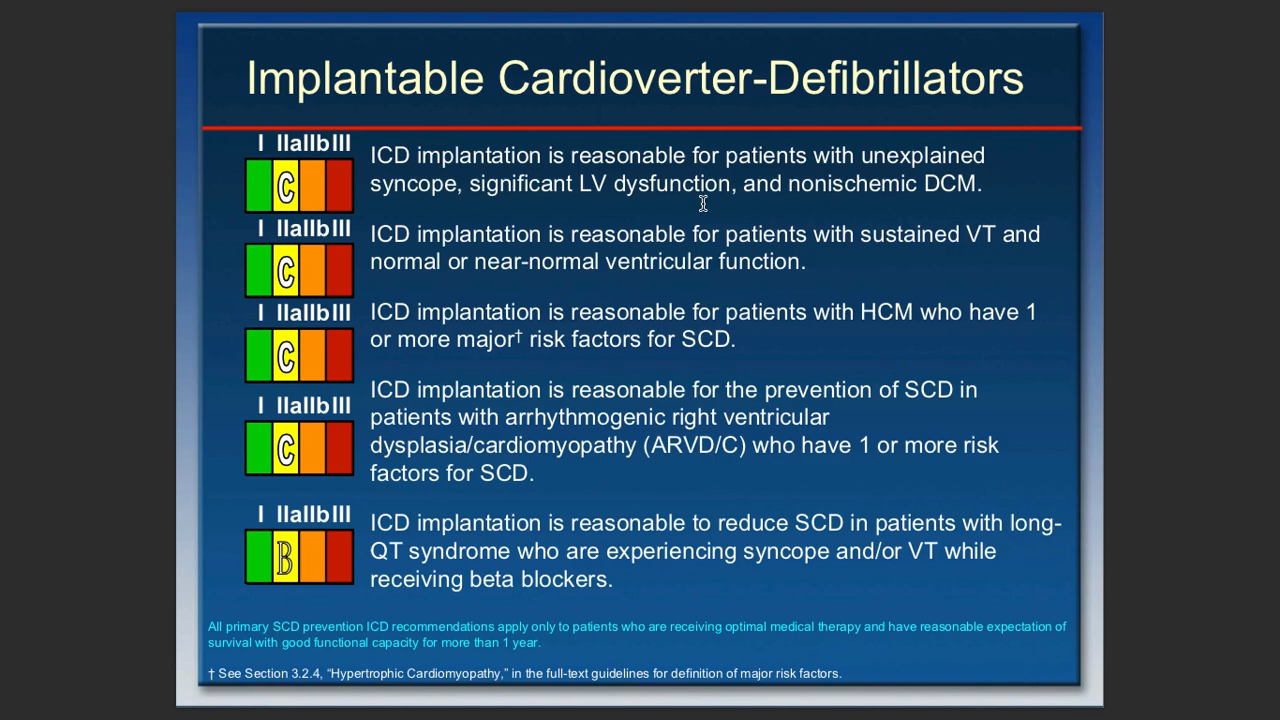 Implantable Cardioverter-Defibrillators
I IIaIIbIII
C
ICD implantation is reasonable for patients with unexplained
syncope, significant LV dysfunction, and nonischemic DCM.
I IIaIIbIII
C
ICD implantation is reasonable for patients with sustained VT and
normal or near-normal ventricular function.
I IIaIIbIII
C
ICD implantation is reasonable for patients with HCM who have 1
or more major† risk factors for SCD.
I IIaIIbIII
C
ICD implantation is reasonable for the prevention of SCD in
patients with arrhythmogenic right ventricular
dysplasia/cardiomyopathy (ARVD/C) who have 1 or more risk
factors for SCD.
I IIaIIbIII
B
ICD implantation is reasonable to reduce SCD in patients with long-
QT syndrome who are experiencing syncope and/or VT while
receiving beta blockers.
All primary SCD prevention ICD recommendations apply only to patients who are receiving optimal medical therapy and have reasonable expectation of
survival with good functional capacity for more than 1 year.
† See Section 3.2.4, “Hypertrophic Cardiomyopathy,” in the full-text guidelines for definition of major risk factors.